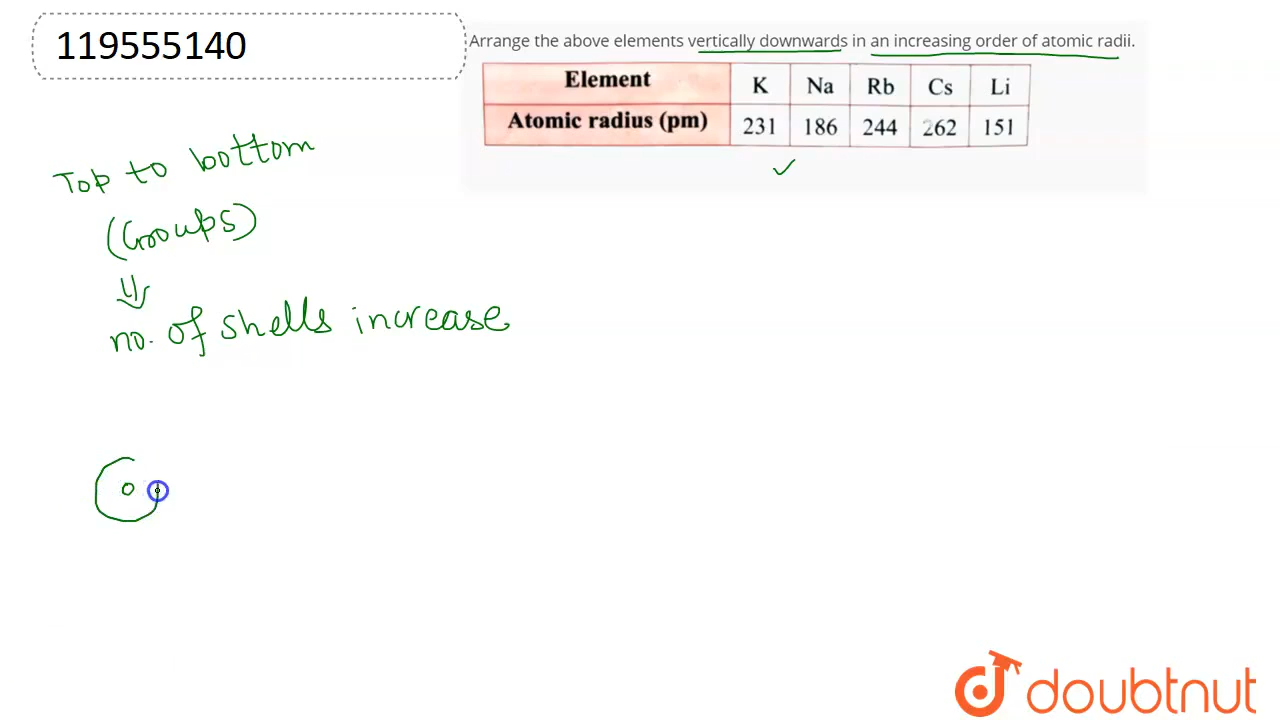 119555140
Arrange the above elements vertically downwards in an increasing order of atomic radii.
Element K Na Rb Cs Li
Atomic radius (pm) 231 186 244 262 151
Top to bottom
(Groups)
no. of shells increase
doubtnut